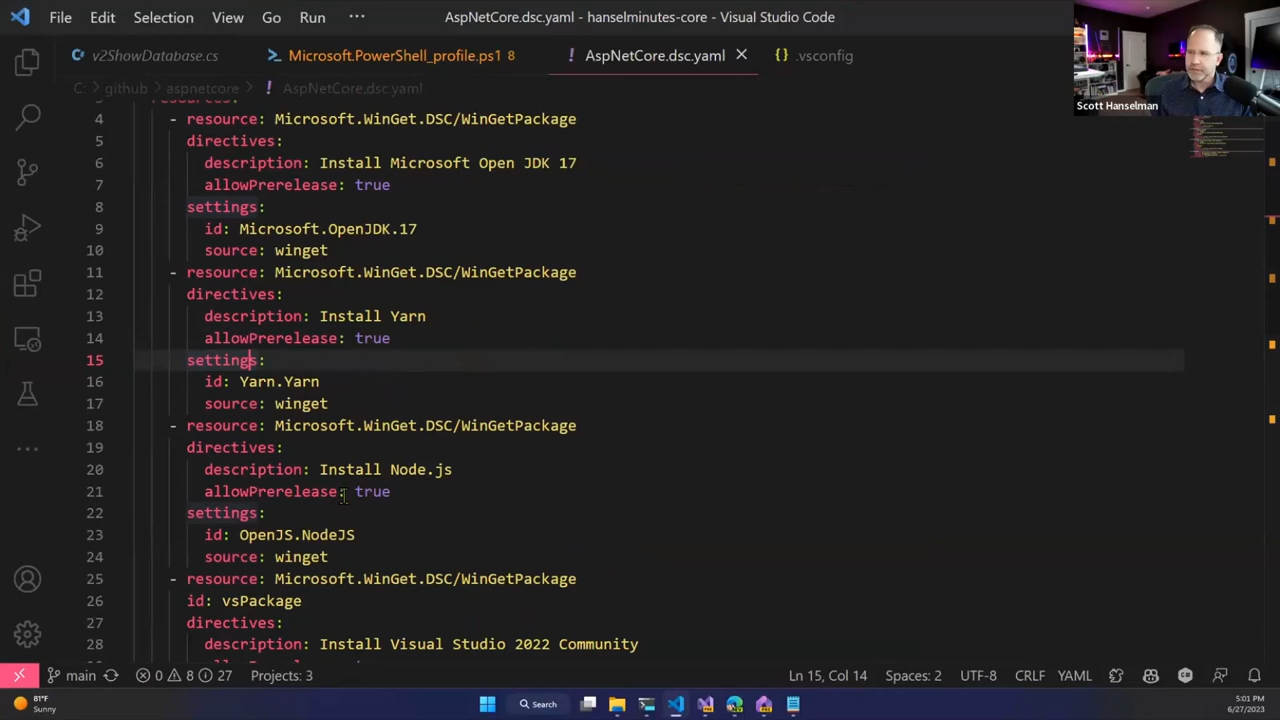 File Edit Selection View Go Run ···
AspNetCore.dsc.yaml - hanselminutes-core - Visual Studio Code
v2ShowDatabase.cs
Microsoft.PowerShell_profile.ps1 8
! AspNetCore.dsc.yaml
{} .vsconfig
C: > github > aspnetcore > ! AspNetCore.dsc.yaml
Scott Hanselman
4 - resource: Microsoft.WinGet.DSC/WinGetPackage
5 directives:
6 description: Install Microsoft Open JDK 17
7 allowPrerelease: true
8 settings:
9 id: Microsoft.OpenJDK.17
10 source: winget
11 - resource: Microsoft.WinGet.DSC/WinGetPackage
12 directives:
13 description: Install Yarn
14 allowPrerelease: true
15 settings:
16 id: Yarn.Yarn
17 source: winget
18 - resource: Microsoft.WinGet.DSC/WinGetPackage
19 directives:
20 description: Install Node.js
21 allowPrerelease: true
22 settings:
23 id: OpenJS.NodeJS
24 source: winget
25 - resource: Microsoft.WinGet.DSC/WinGetPackage
26 id: vsPackage
27 directives:
28 description: Install Visual Studio 2022 Community
main 0 8 27 Projects: 3 Ln 15, Col 14 Spaces: 2 UTF-8 CRLF YAML
81°F
Sunny
Search
5:01 PM
6/27/2023